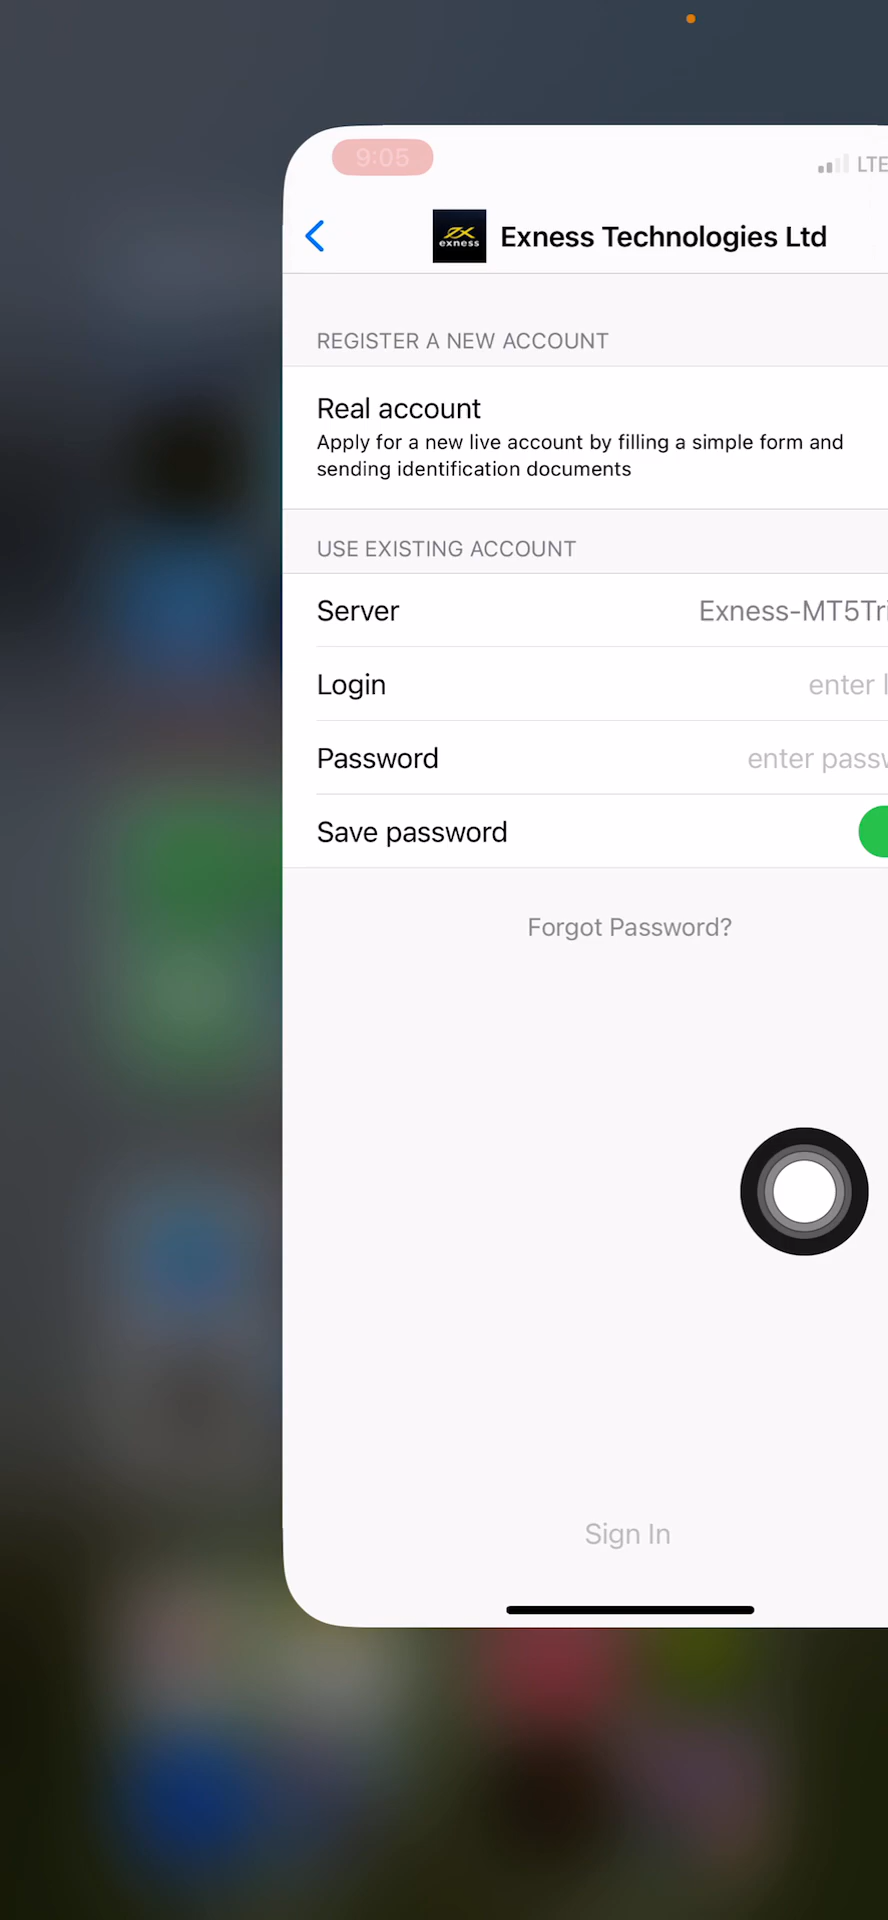 9:05
LTE
exness
Exness Technologies Ltd
REGISTER A NEW ACCOUNT
Real account
Apply for a new live account by filling a simple form and
sending identification documents
USE EXISTING ACCOUNT
Server
Exness-MT5Tri
Login
enter l
Password
enter passw
Save password
Forgot Password?
Sign In